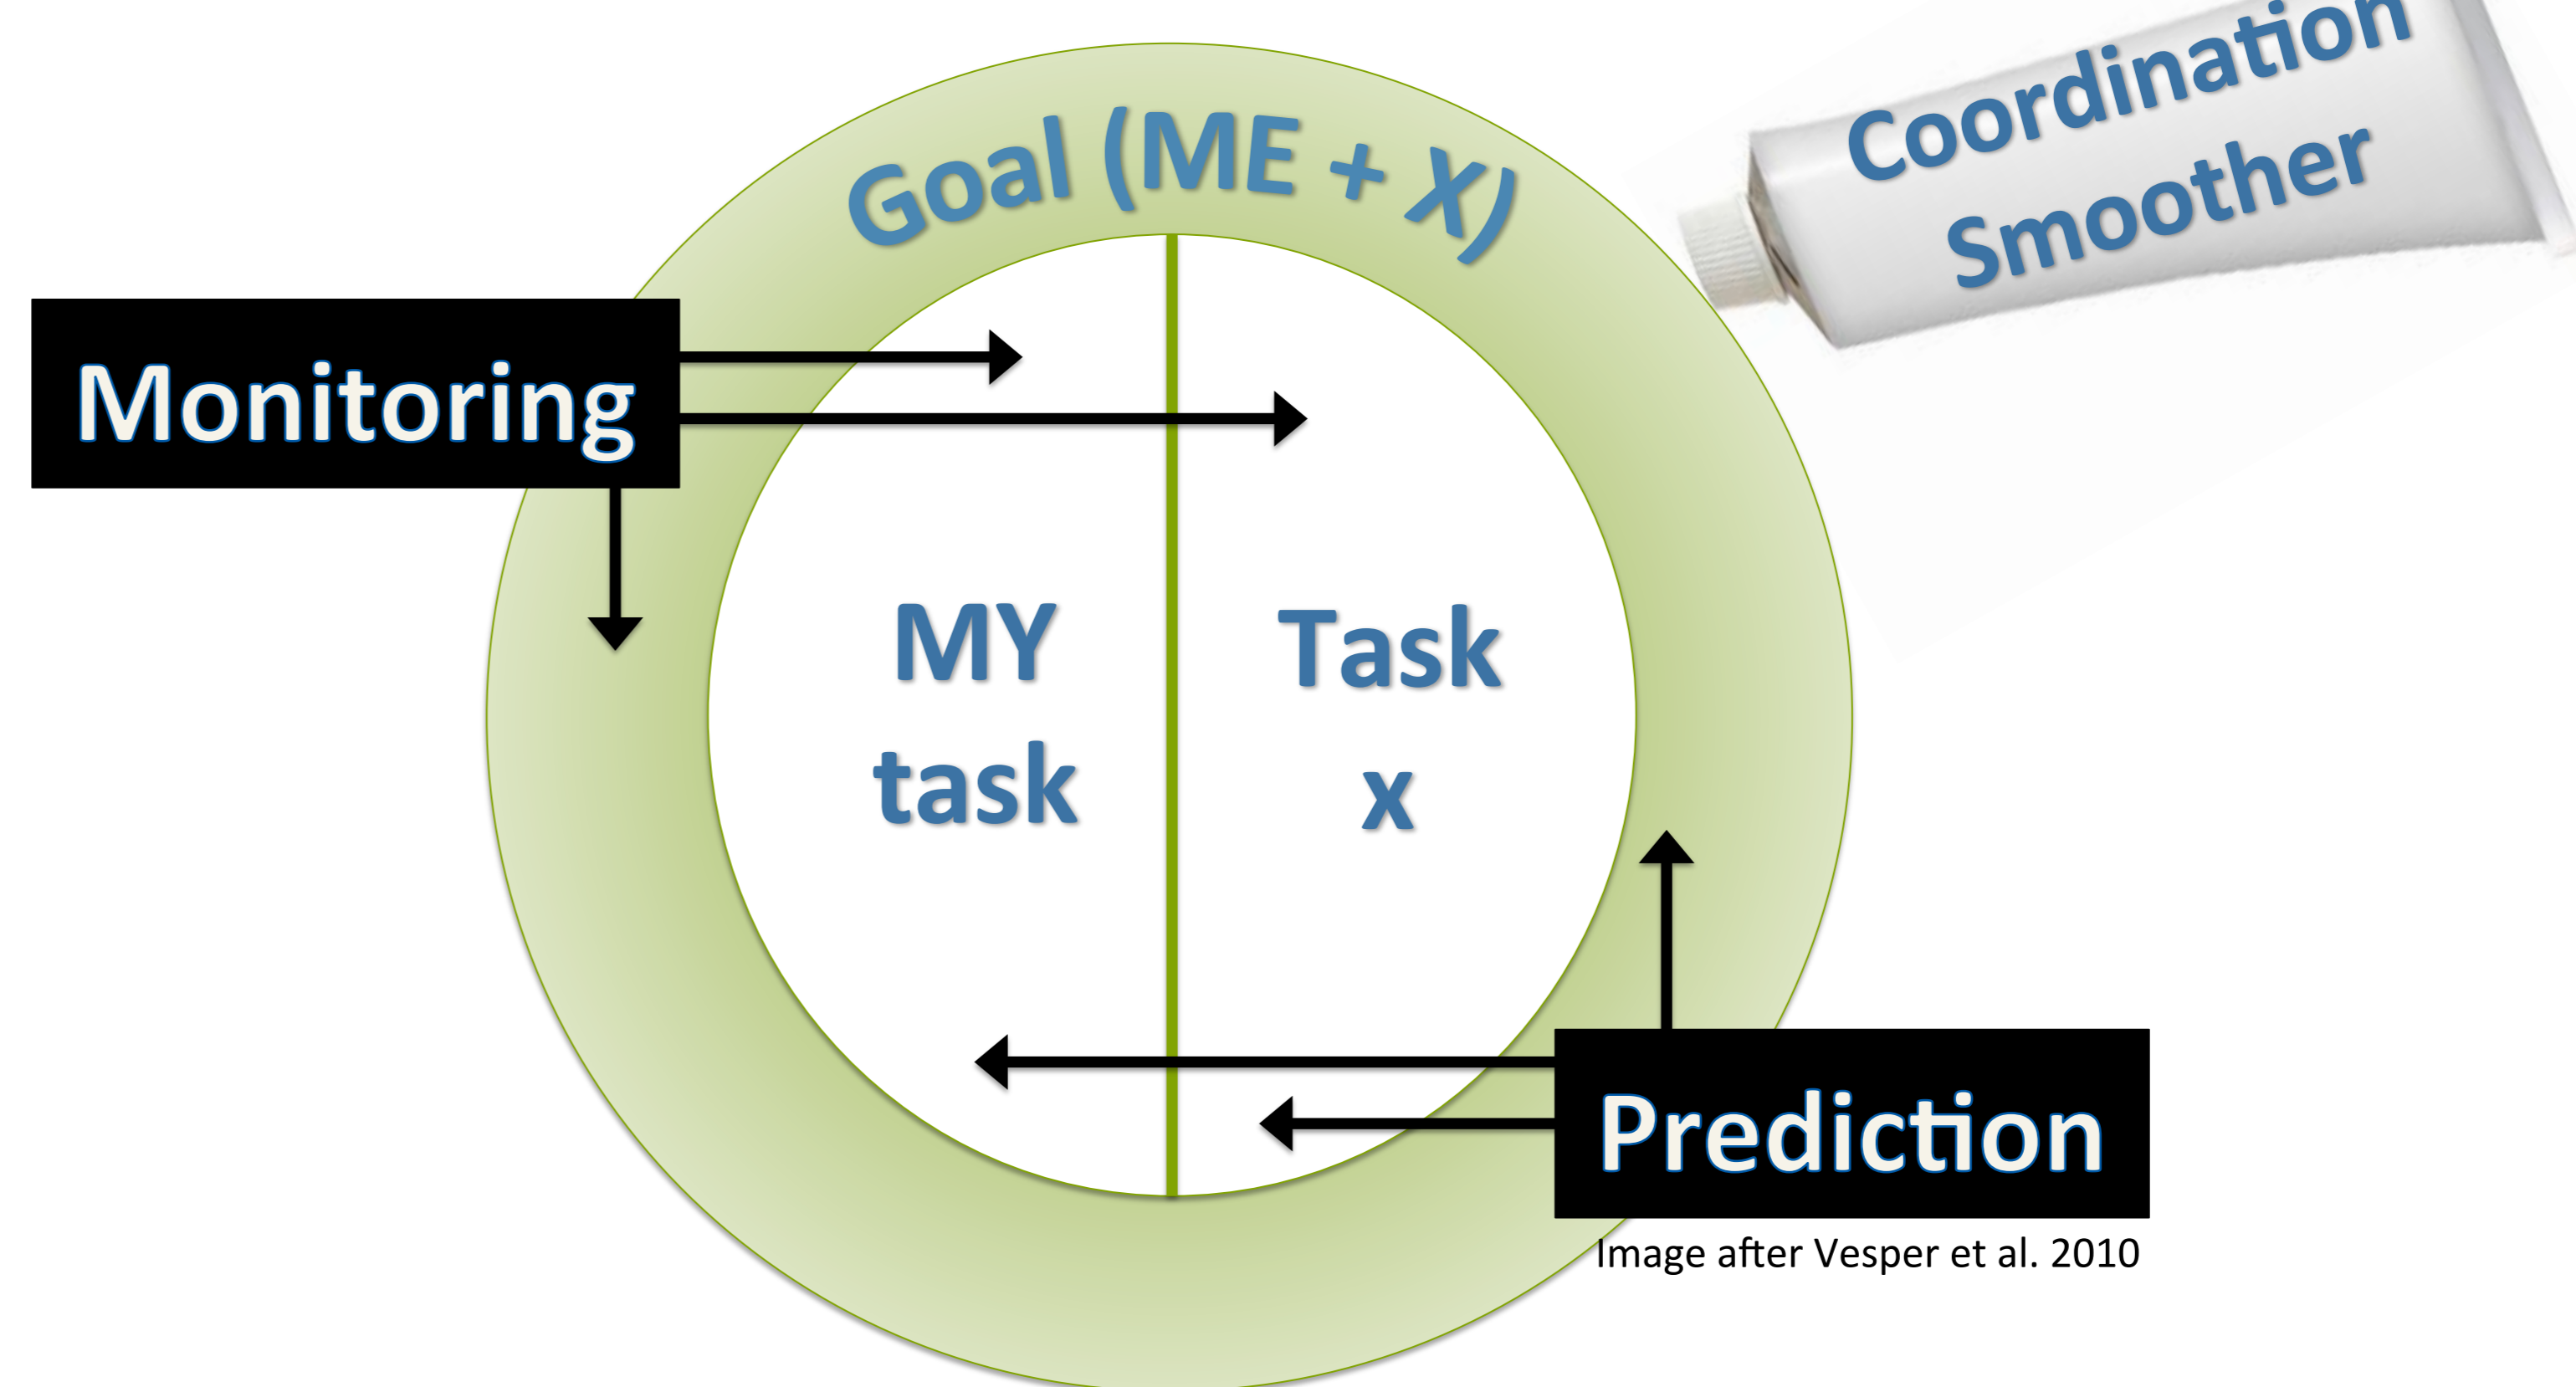 Coordination
Smoother
Goal (ME + X)
Monitoring
MY
task
Task
x
Prediction
Image after Vesper et al. 2010